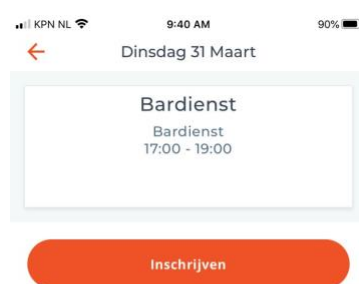 KPN NL 9:40 AM 90%
Dinsdag 31 Maart
Bardienst
Bardienst
17:00 - 19:00
Inschrijven